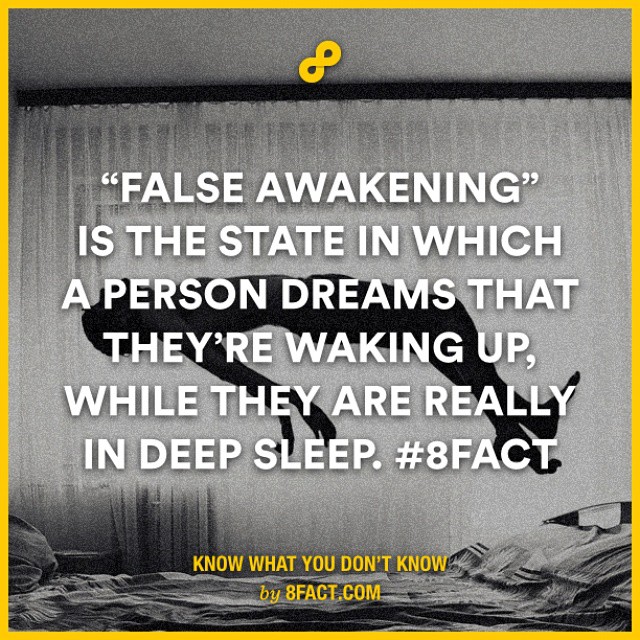 “FALSE AWAKENING”
IS THE STATE IN WHICH
A PERSON DREAMS THAT
THEY’RE WAKING UP,
WHILE THEY ARE REALLY
IN DEEP SLEEP. #8FACT
KNOW WHAT YOU DON’T KNOW
by 8FACT.COM